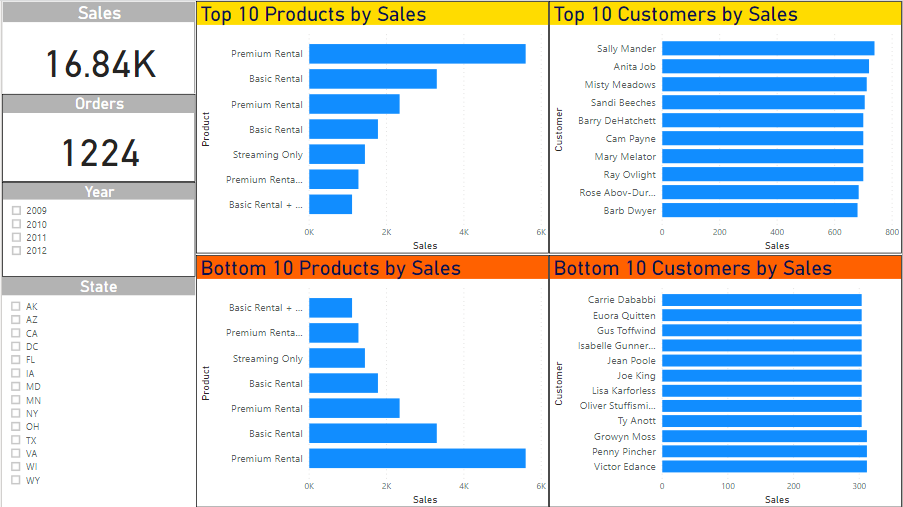 Sales
16.84K
Orders
1224
Year
2009
2010
2011
2012
State
AK
AZ
CA
DC
FL
IA
MD
MN
NY
OH
TX
VA
WI
WY
Top 10 Products by Sales
Product
Premium Rental
Basic Rental
Premium Rental
Basic Rental
Streaming Only
Premium Renta...
Basic Rental + ...
0K 2K 4K 6K
Sales
Top 10 Customers by Sales
Customer
Sally Mander
Anita Job
Misty Meadows
Sandi Beeches
Barry DeHatchett
Cam Payne
Mary Melator
Ray Ovlight
Rose Abov-Dur...
Barb Dwyer
0 200 400 600 800
Sales
Bottom 10 Products by Sales
Product
Basic Rental + ...
Premium Renta...
Streaming Only
Basic Rental
Premium Rental
Basic Rental
Premium Rental
0K 2K 4K 6K
Sales
Bottom 10 Customers by Sales
Customer
Carrie Dababbi
Euora Quitten
Gus Toffwind
Isabelle Gunner...
Jean Poole
Joe King
Lisa Karforless
Oliver Stuffismi...
Ty Anott
Growyn Moss
Penny Pincher
Victor Edance
0 100 200 300
Sales